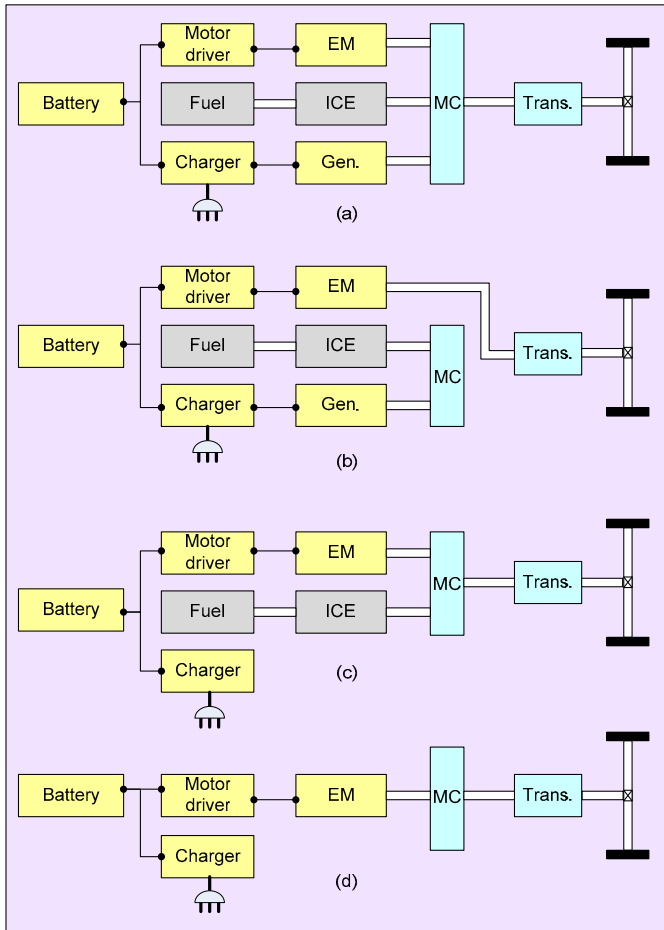 Motor
driver
EM
Battery
Fuel
ICE
MC
Trans.
Charger
Gen.
(a)
Motor
driver
EM
Battery
Fuel
ICE
MC
Trans.
Charger
Gen.
(b)
Motor
driver
EM
Battery
Fuel
ICE
MC
Trans.
Charger
(c)
Battery
Motor
driver
EM
MC
Trans.
Charger
(d)